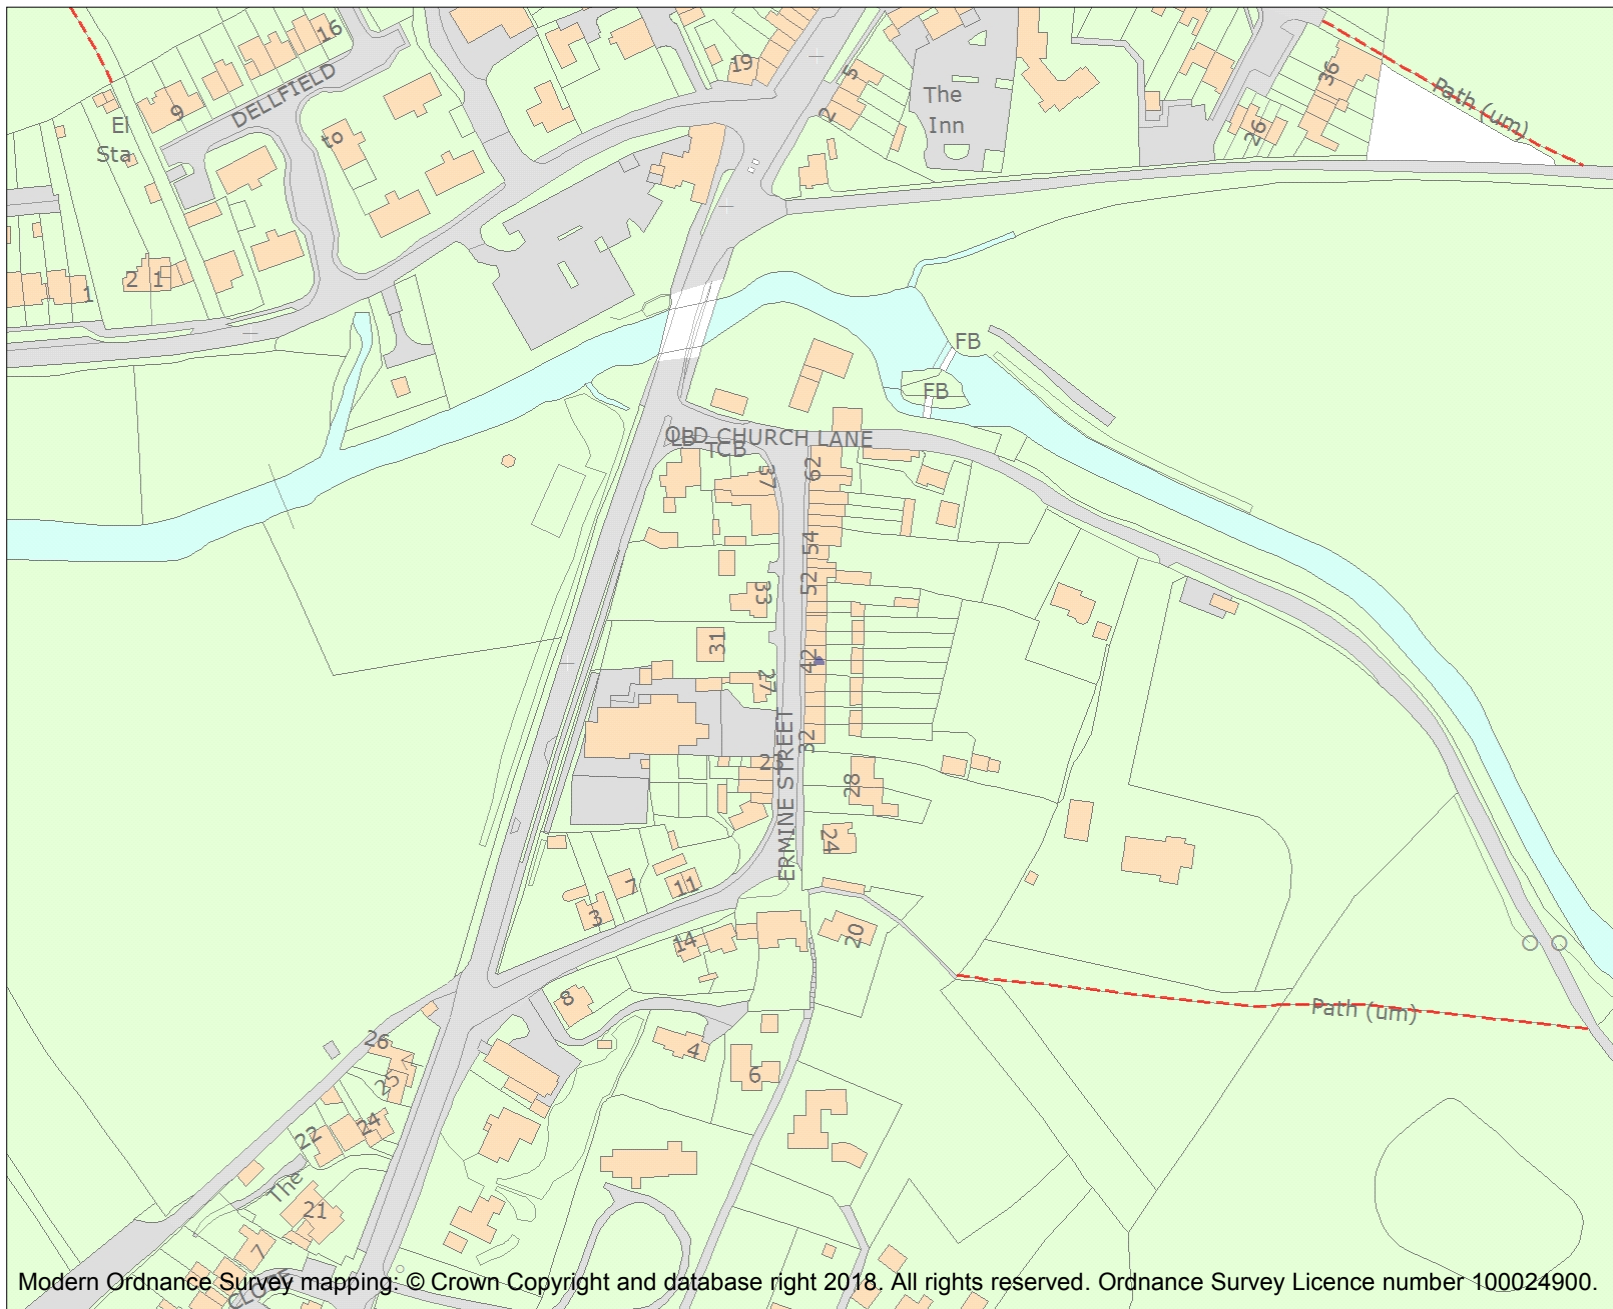 16
19
5
36
Path (um)
The
Inn
DELLFIELD
9
2
El
Sta
to
26
2
1
1
FB
FB
OLD CHURCH LANE
LB
TCB
37
62
54
52
33
31
42
27
32
ERMINE STREET
23
28
24
7
11
3
20
14
8
Path (um)
26
4
25
6
24
22
The
21
7
CLOSE
Modern Ordnance Survey mapping: © Crown Copyright and database right 2018. All rights reserved. Ordnance Survey Licence number 100024900.